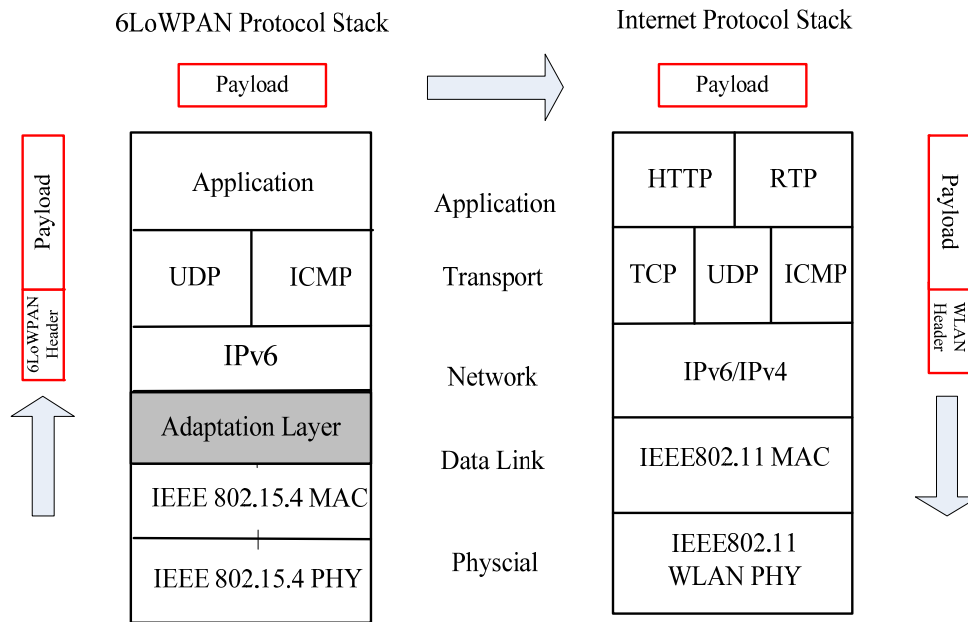 6LoWPAN Protocol Stack
Internet Protocol Stack
Payload
Payload
Payload
6LoWPAN
Header
Application
UDP
ICMP
IPv6
Adaptation Layer
IEEE 802.15.4 MAC
IEEE 802.15.4 PHY
Application
Transport
Network
Data Link
Physcial
HTTP
RTP
TCP
UDP
ICMP
IPv6/IPv4
IEEE802.11 MAC
IEEE802.11
WLAN PHY
Payload
WLAN
Header